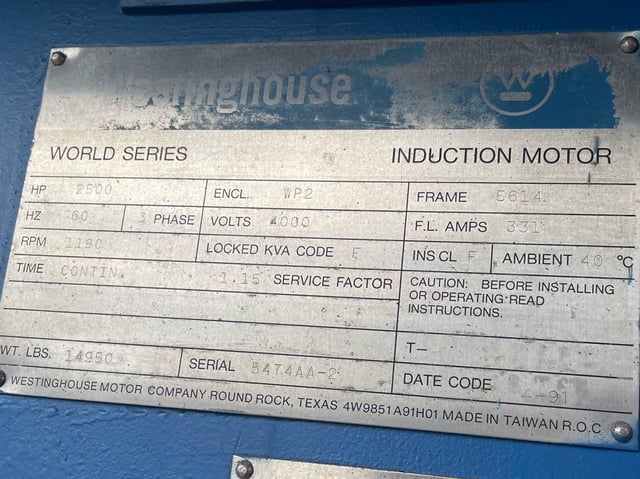 Westinghouse W
WORLD SERIES INDUCTION MOTOR
HP 2500 ENCL. WP2 FRAME 5614
HZ 60 3 PHASE VOLTS 4000 F.L. AMPS 331
RPM 1190 LOCKED KVA CODE F INS CL F AMBIENT 40 °C
TIME CONTIN. 1.15 SERVICE FACTOR CAUTION: BEFORE INSTALLING
OR OPERATING READ
INSTRUCTIONS.
T—
WT. LBS. 14950 SERIAL 5474AA-2 DATE CODE 4-91
WESTINGHOUSE MOTOR COMPANY ROUND ROCK, TEXAS 4W9851A91H01 MADE IN TAIWAN R.O.C